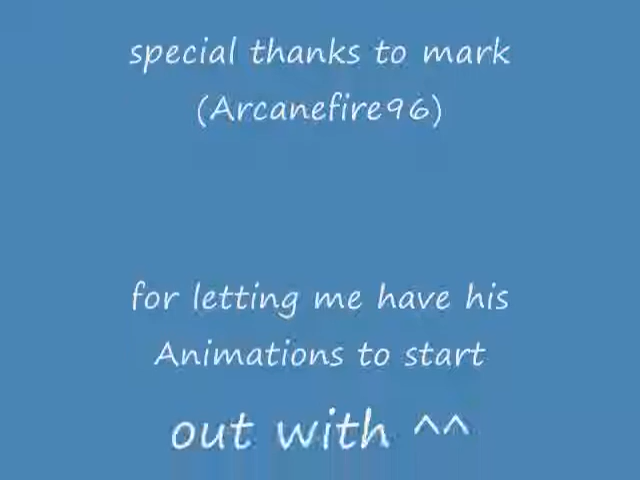 special thanks to mark
(Arcanefire96)
for letting me have his
Animations to start
out with ^^